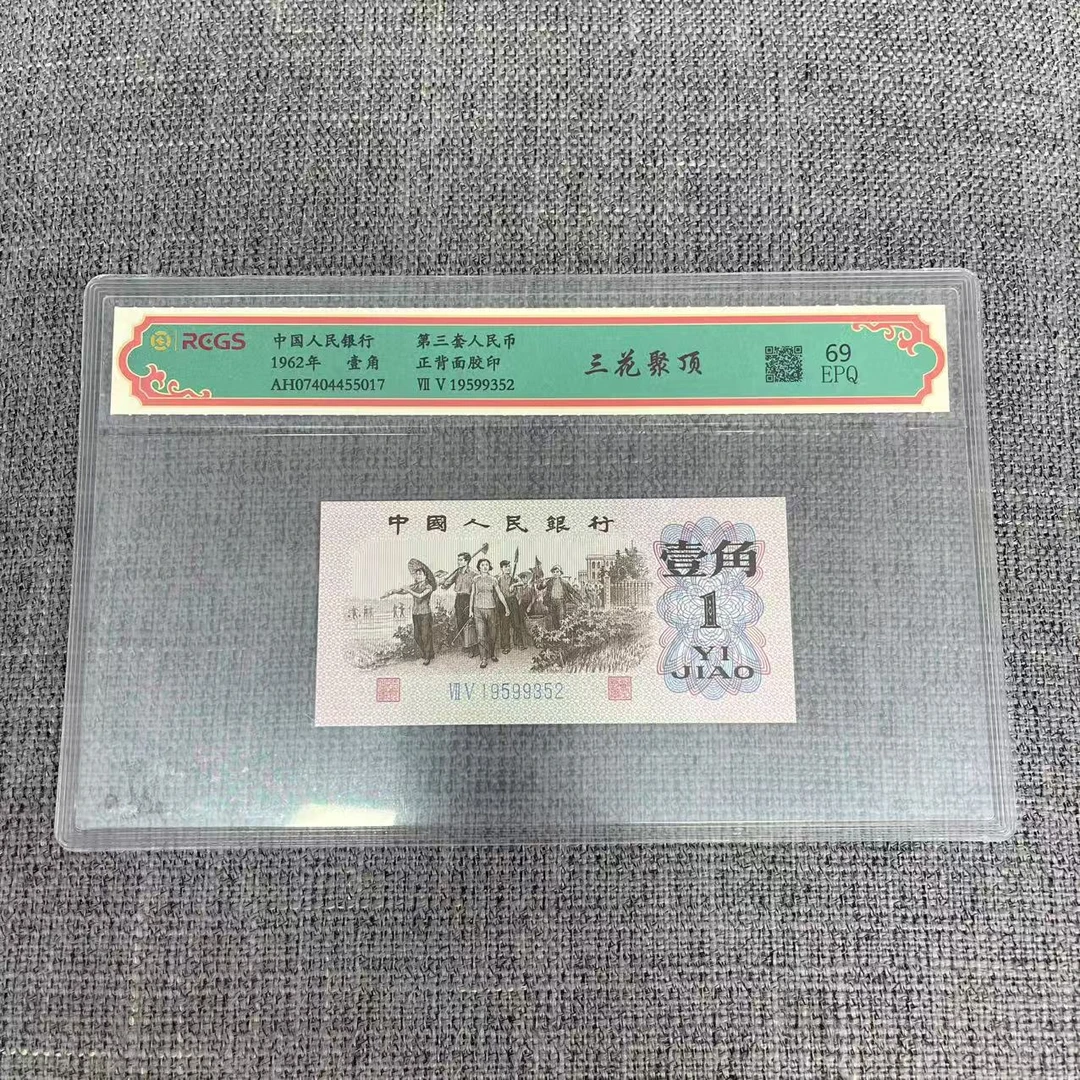 RCGS
中国人民银行 第三套人民币
1962年 壹角 正背面胶印
AH07404455017 Ⅶ Ⅴ 19599352
三花聚顶
69
EPQ
中國人民銀行
壹角
1
YI
JIAO
Ⅶ Ⅴ 19599352